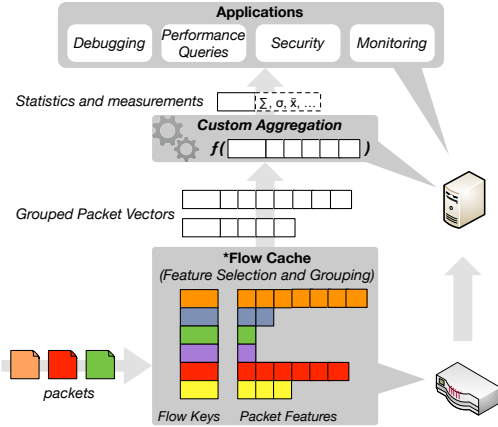 Applications
Debugging
Performance
Queries
Security
Monitoring
Statistics and measurements
∑, σ, x̄, ...
Custom Aggregation
f( )
Grouped Packet Vectors
*Flow Cache
(Feature Selection and Grouping)
packets
Flow Keys
Packet Features